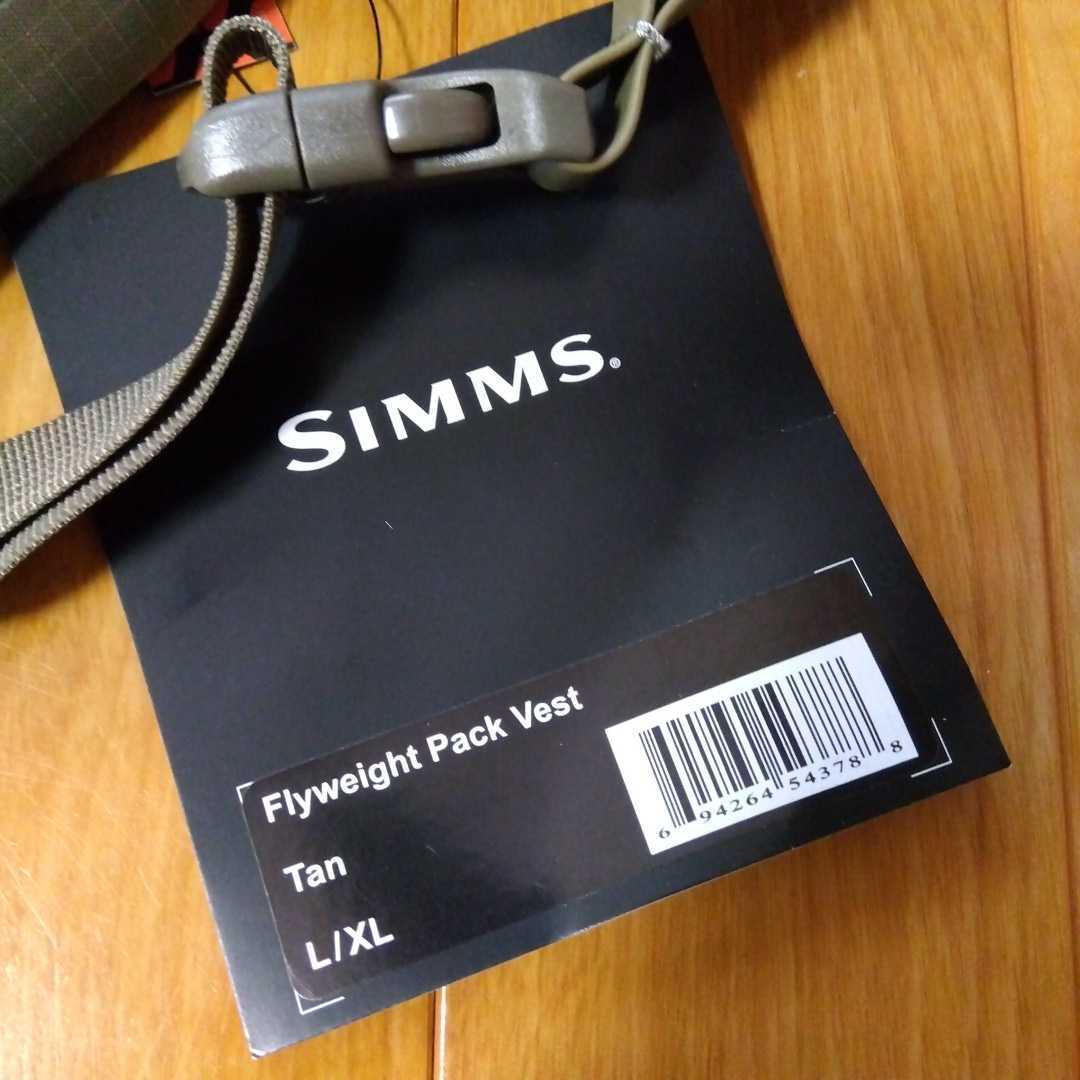 SIMMS®
Flyweight Pack Vest
Tan
L/XL
6 94264 54378 8